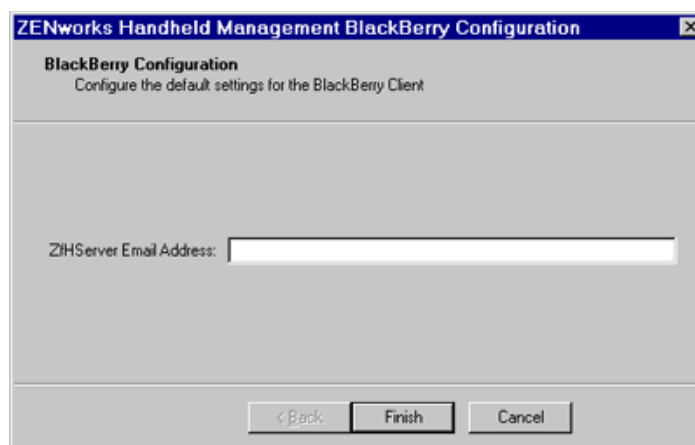 ZENworks Handheld Management BlackBerry Configuration
BlackBerry Configuration
Configure the default settings for the BlackBerry Client
ZfHServer Email Address:
< Back
Finish
Cancel